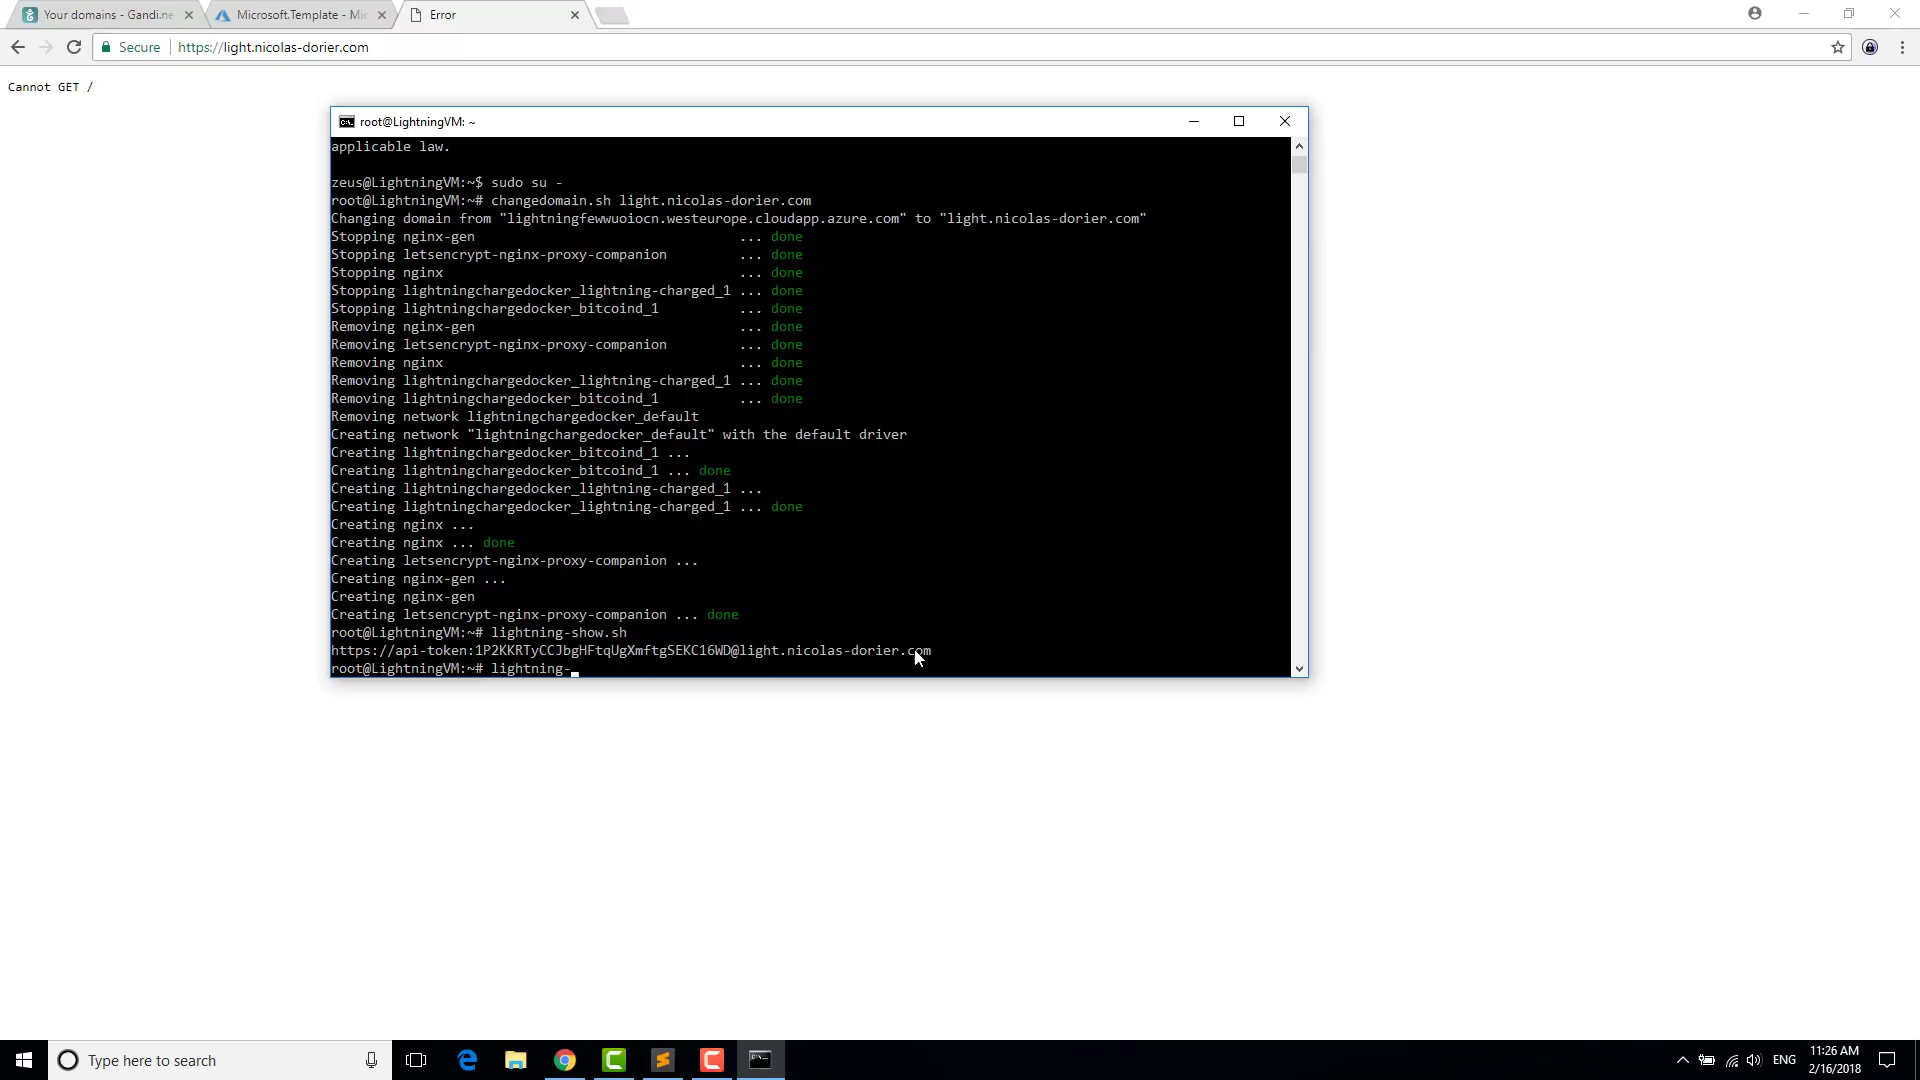 Your domains - Gandi.ne
Microsoft.Template - Mic
Error
Secure
https://light.nicolas-dorier.com
Cannot GET /
root@LightningVM: ~
applicable law.
zeus@LightningVM:~$ sudo su -
root@LightningVM:~# changedomain.sh light.nicolas-dorier.com
Changing domain from "lightningfewwuoiocn.westeurope.cloudapp.azure.com" to "light.nicolas-dorier.com"
Stopping nginx-gen                                 ... done
Stopping letsencrypt-nginx-proxy-companion         ... done
Stopping nginx                                     ... done
Stopping lightningchargedocker_lightning-charged_1 ... done
Stopping lightningchargedocker_bitcoind_1          ... done
Removing nginx-gen                                 ... done
Removing letsencrypt-nginx-proxy-companion         ... done
Removing nginx                                     ... done
Removing lightningchargedocker_lightning-charged_1 ... done
Removing lightningchargedocker_bitcoind_1          ... done
Removing network lightningchargedocker_default
Creating network "lightningchargedocker_default" with the default driver
Creating lightningchargedocker_bitcoind_1 ...
Creating lightningchargedocker_bitcoind_1 ... done
Creating lightningchargedocker_lightning-charged_1 ...
Creating lightningchargedocker_lightning-charged_1 ... done
Creating nginx ...
Creating nginx ... done
Creating letsencrypt-nginx-proxy-companion ...
Creating nginx-gen ...
Creating nginx-gen
Creating letsencrypt-nginx-proxy-companion ... done
root@LightningVM:~# lightning-show.sh
https://api-token:1P2KKRTyCCJbgHFtqUgXmftgSEKC16WD@light.nicolas-dorier.com
root@LightningVM:~# lightning-
Type here to search
ENG
11:26 AM
2/16/2018